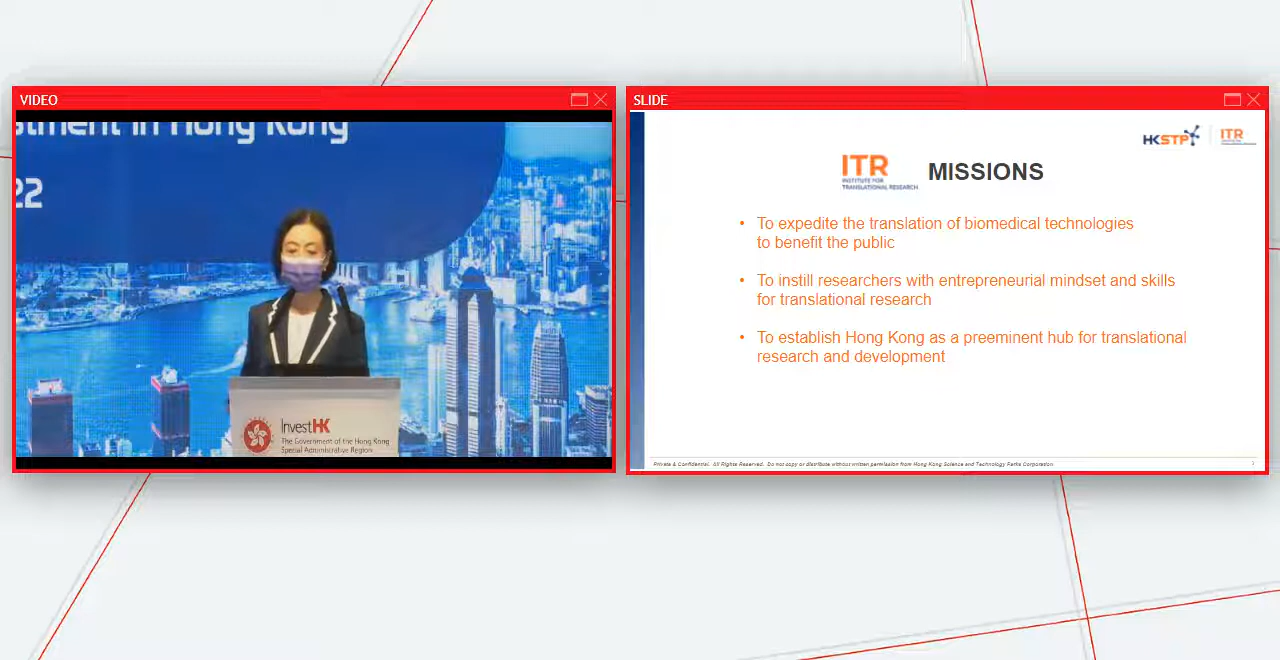 VIDEO
stment in Hong Kong
22
InvestHK
The Government of the Hong Kong
Special Administrative Region
SLIDE
HKSTP
ITR
ITR
INSTITUTE FOR
TRANSLATIONAL RESEARCH
MISSIONS
• To expedite the translation of biomedical technologies
to benefit the public
• To instill researchers with entrepreneurial mindset and skills
for translational research
• To establish Hong Kong as a preeminent hub for translational
research and development
Private & Confidential. All Rights Reserved. Do not copy or distribute without written permission from Hong Kong Science and Technology Parks Corporation